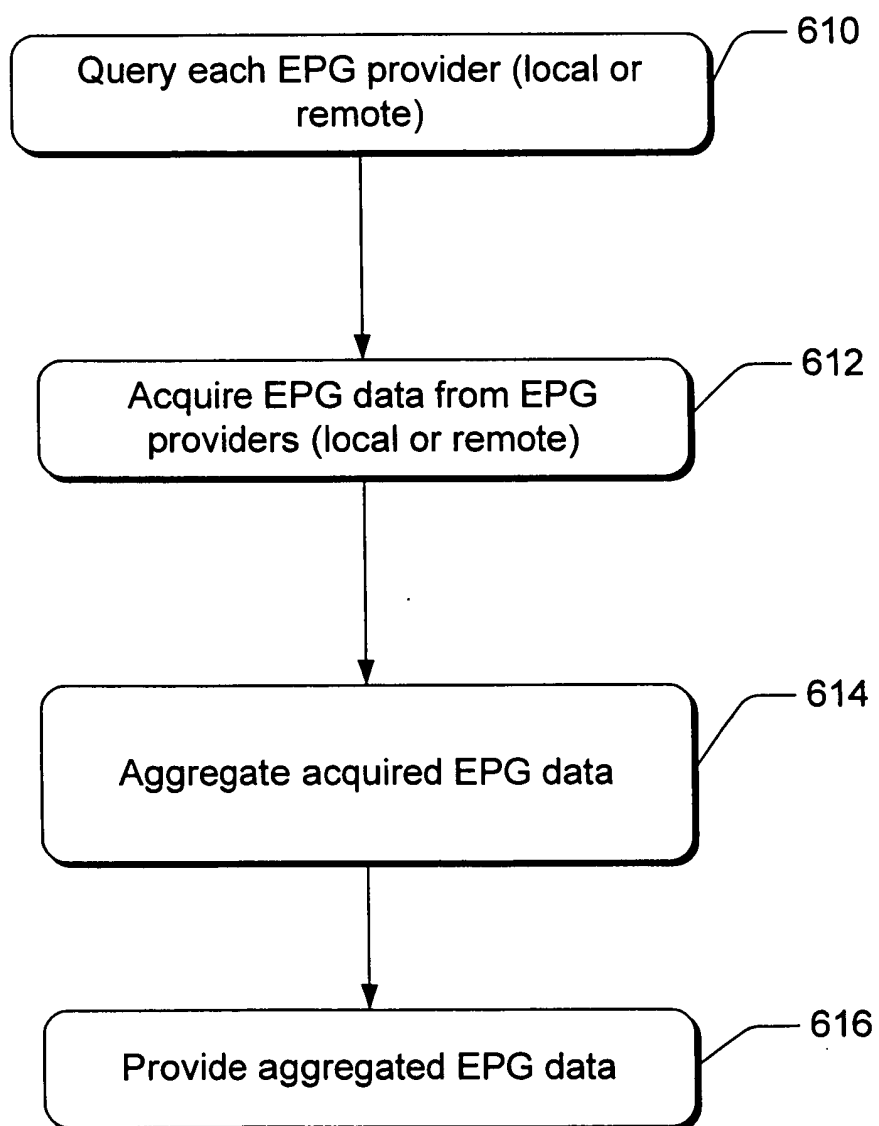 610
Query each EPG provider (local or
remote)
612
Acquire EPG data from EPG
providers (local or remote)
614
Aggregate acquired EPG data
616
Provide aggregated EPG data